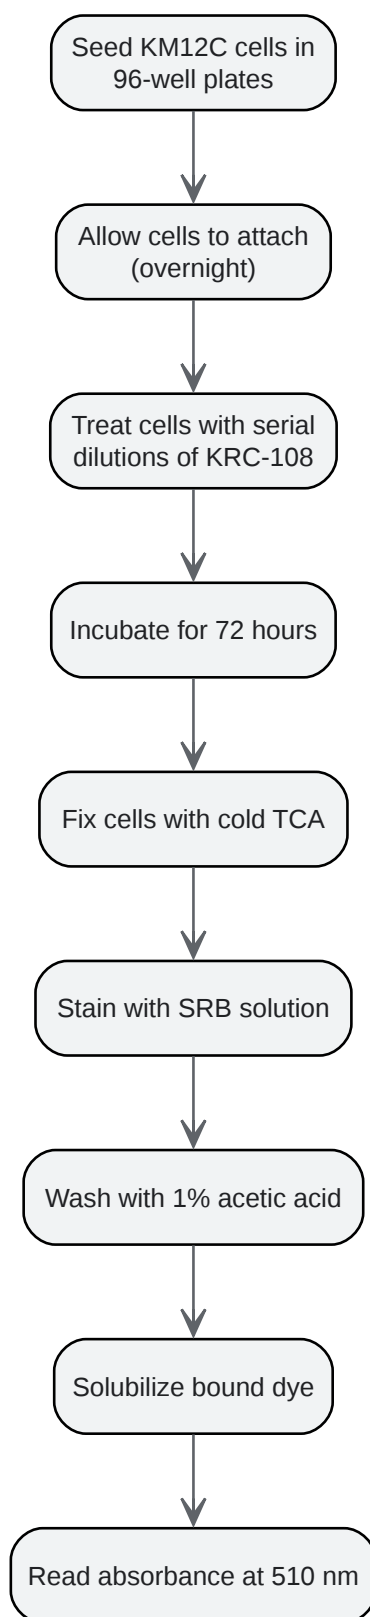 Seed KM12C cells in
96-well plates
Allow cells to attach
(overnight)
Treat cells with serial
dilutions of KRC-108
Incubate for 72 hours
Fix cells with cold TCA
Stain with SRB solution
Wash with 1% acetic acid
Solubilize bound dye
Read absorbance at 510 nm